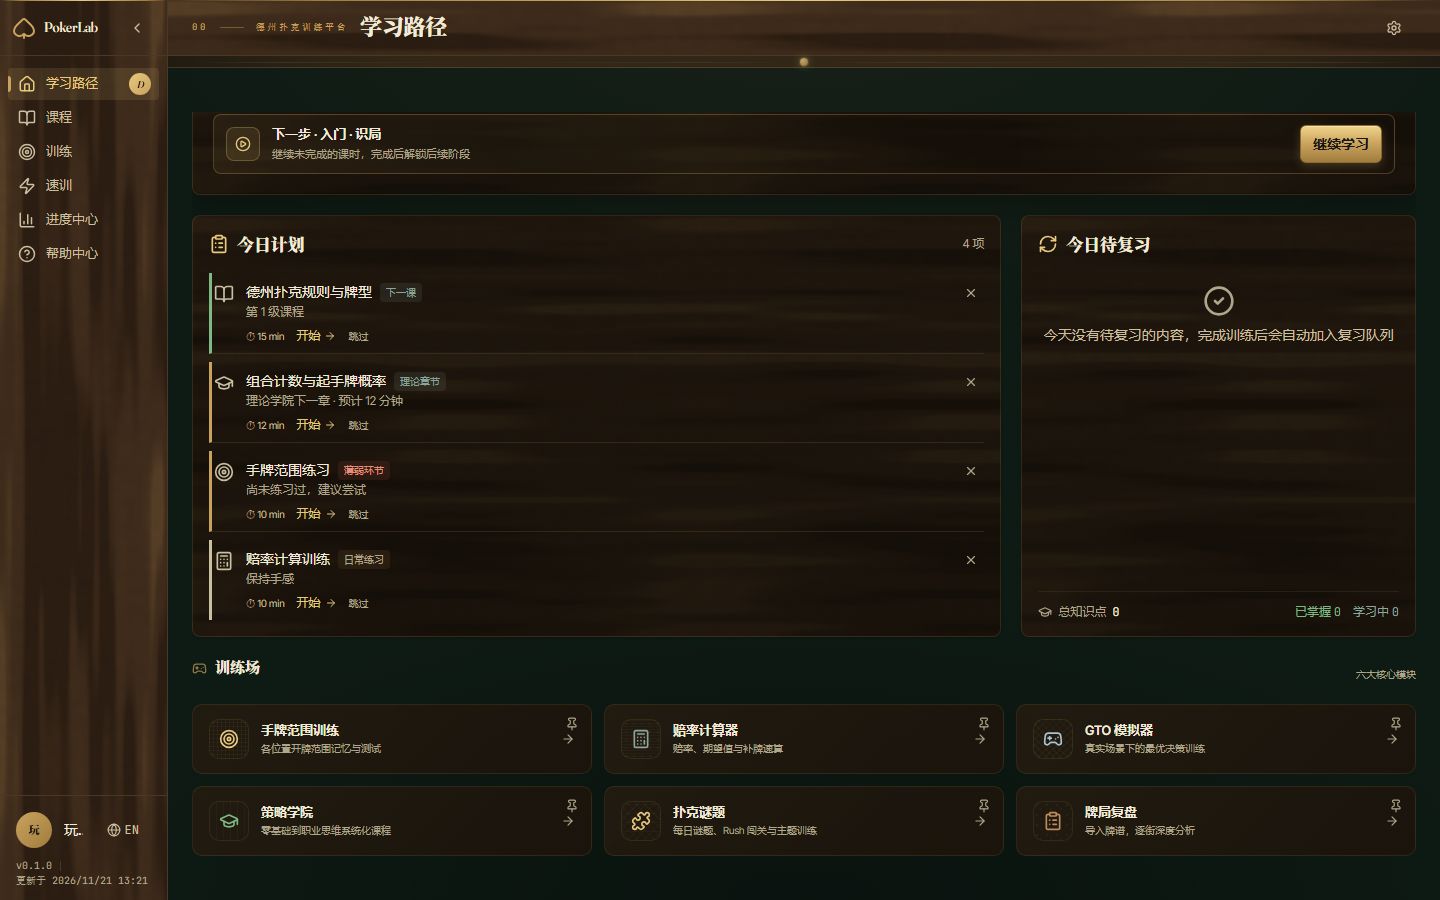 PokerLab
学习路径
D
课程
训练
速训
进度中心
帮助中心
玩
玩..
EN
v0.1.0
更新于 2026/11/21 13:21
00
德州扑克训练平台
学习路径
下一步 · 入门 · 识局
继续未完成的课时，完成后解锁后续阶段
继续学习
今日计划
4 项
德州扑克规则与牌型 下一课
第 1 级课程
15 min 开始 → 跳过
组合计数与起手牌概率 理论章节
理论学院下一章 · 预计 12 分钟
12 min 开始 → 跳过
手牌范围练习 薄弱环节
尚未练习过，建议尝试
10 min 开始 → 跳过
赔率计算训练 日常练习
保持手感
10 min 开始 → 跳过
今日待复习
今天没有待复习的内容，完成训练后会自动加入复习队列
总知识点 0
已掌握 0 学习中 0
训练场
六大核心模块
手牌范围训练
各位置开牌范围记忆与测试
赔率计算器
赔率、期望值与补牌速算
GTO 模拟器
真实场景下的最优决策训练
策略学院
零基础到职业思维系统化课程
扑克谜题
每日谜题、Rush 闯关与主题训练
牌局复盘
导入牌谱，逐街深度分析